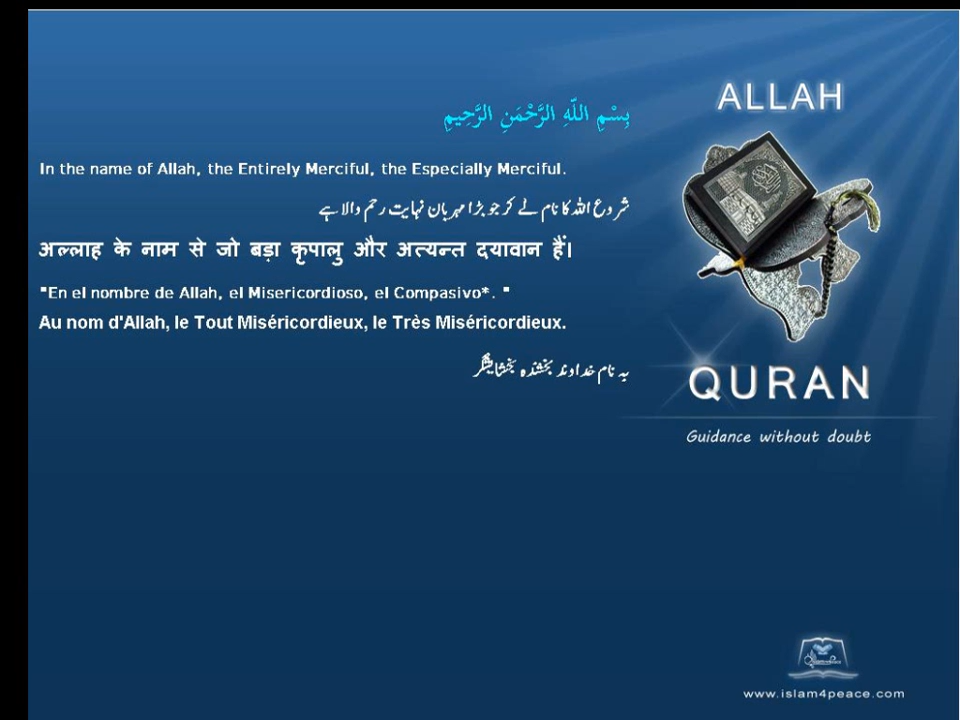 بِسْمِ اللّهِ الرَّحْمَنِ الرَّحِيمِ
In the name of Allah, the Entirely Merciful, the Especially Merciful.
شروع الله کا نام لے کر جو بڑا مہربان نہایت رحم والا ہے
अल्लाह के नाम से जो बड़ा कृपालु और अत्यन्त दयावान हैं।
"En el nombre de Allah, el Misericordioso, el Compasivo*. "
Au nom d'Allah, le Tout Miséricordieux, le Très Miséricordieux.
به نام خداوند بخشنده بخشایشگر
ALLAH
QURAN
Guidance without doubt
www.islam4peace.com